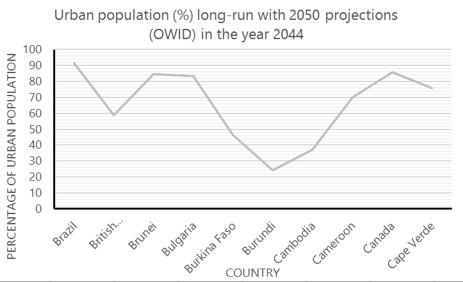 Urban population (%) long-run with 2050 projections
(OWID) in the year 2044
PERCENTAGE OF URBAN POPULATION
100
90
80
70
60
50
40
30
20
10
0
Brazil
British...
Brunei
Bulgaria
Burkina Faso
Burundi
Cambodia
Cameroon
Canada
Cape Verde
COUNTRY